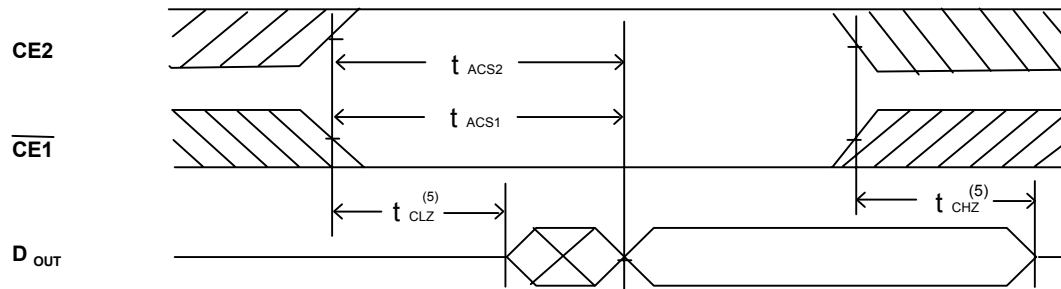 CE2
t ACS2
t ACS1
CE1
t CLZ (5)
t CHZ (5)
D OUT